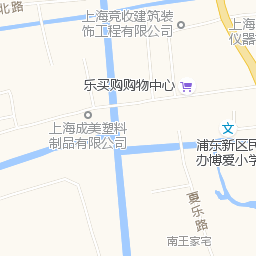 北路
上海竟收建筑装
饰工程有限公司
上海
仪器
乐买购购物中心
上海成美塑料
制品有限公司
浦东新区民
办博爱小学
夏乐路
南王家宅